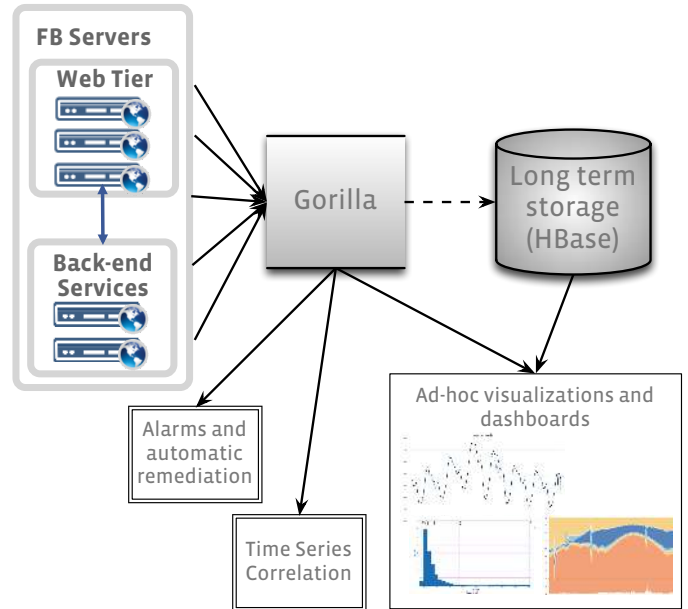 FB Servers
Web Tier
Back-end
Services
Gorilla
Long term
storage
(HBase)
Alarms and
automatic
remediation
Time Series
Correlation
Ad-hoc visualizations and
dashboards